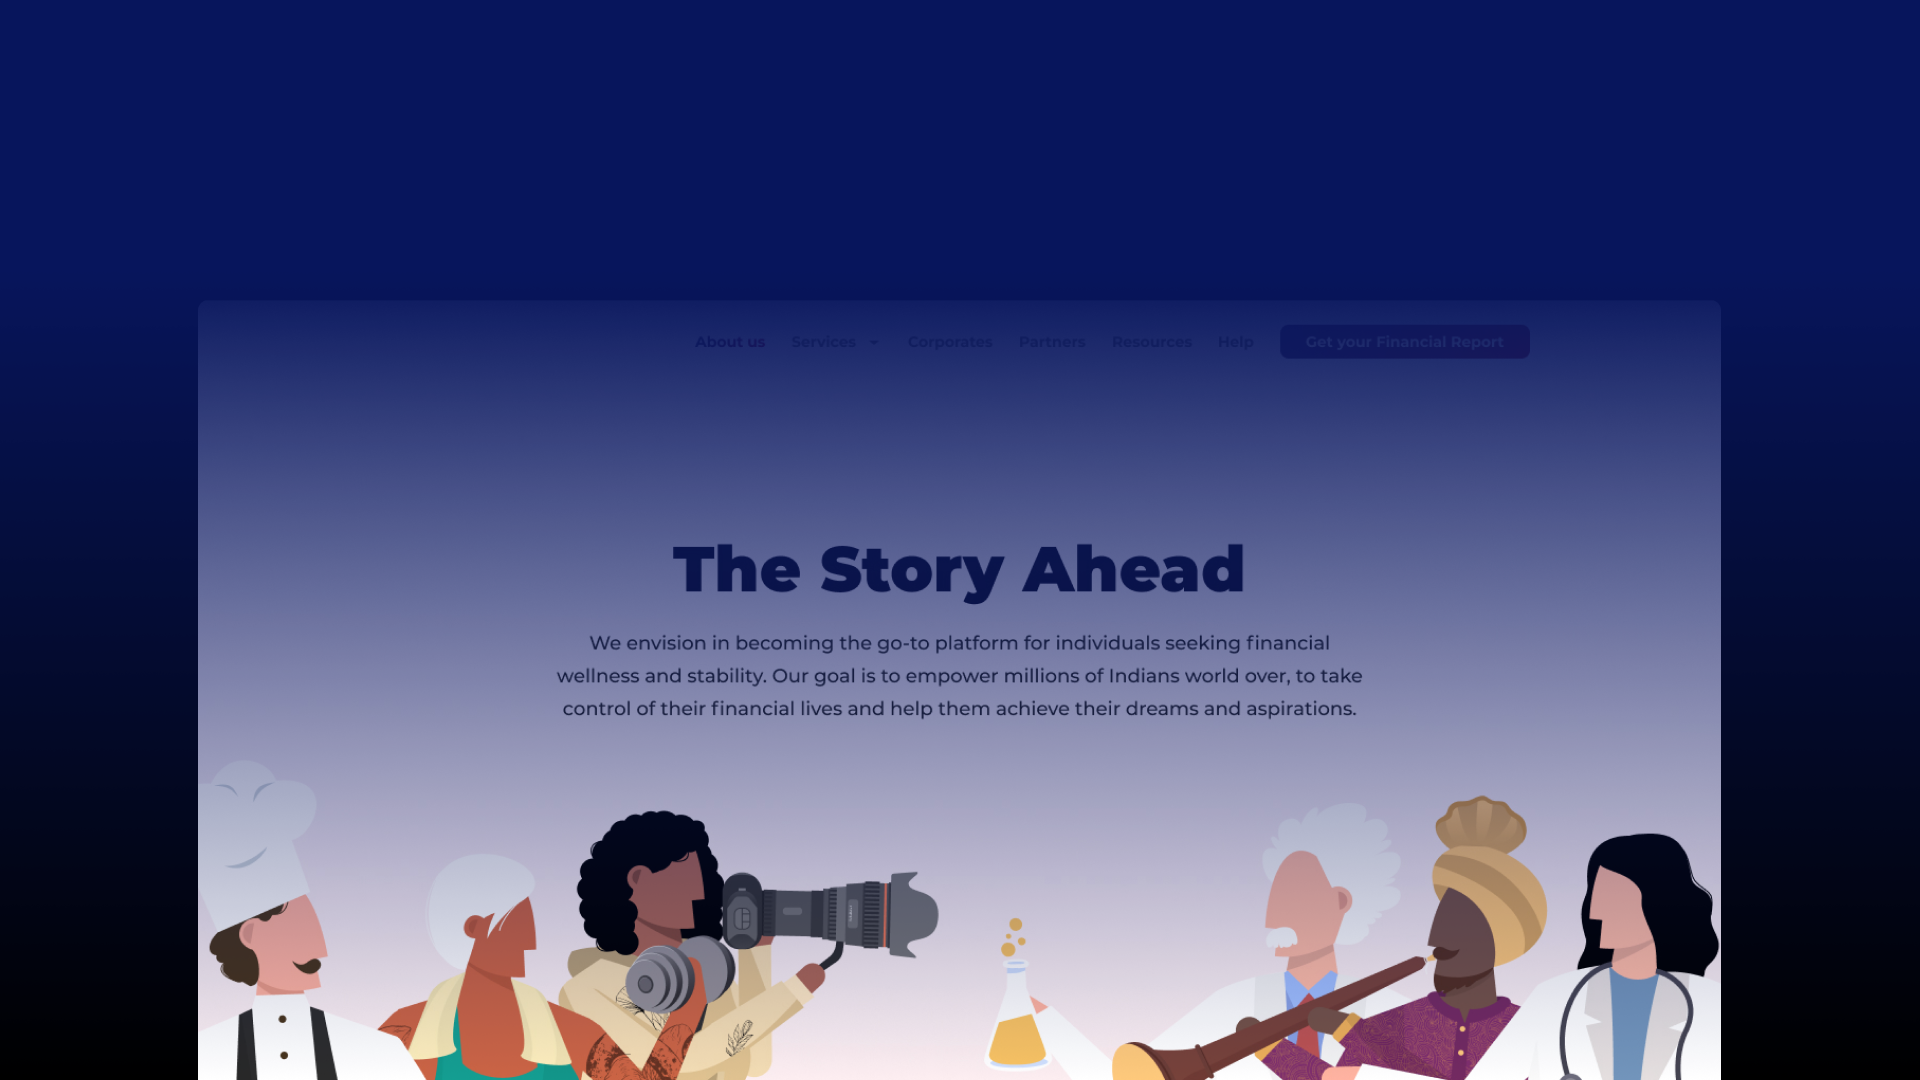 About us Services Corporates Partners Resources Help Get your Financial Report
The Story Ahead
We envision in becoming the go-to platform for individuals seeking financial
wellness and stability. Our goal is to empower millions of Indians world over, to take
control of their financial lives and help them achieve their dreams and aspirations.